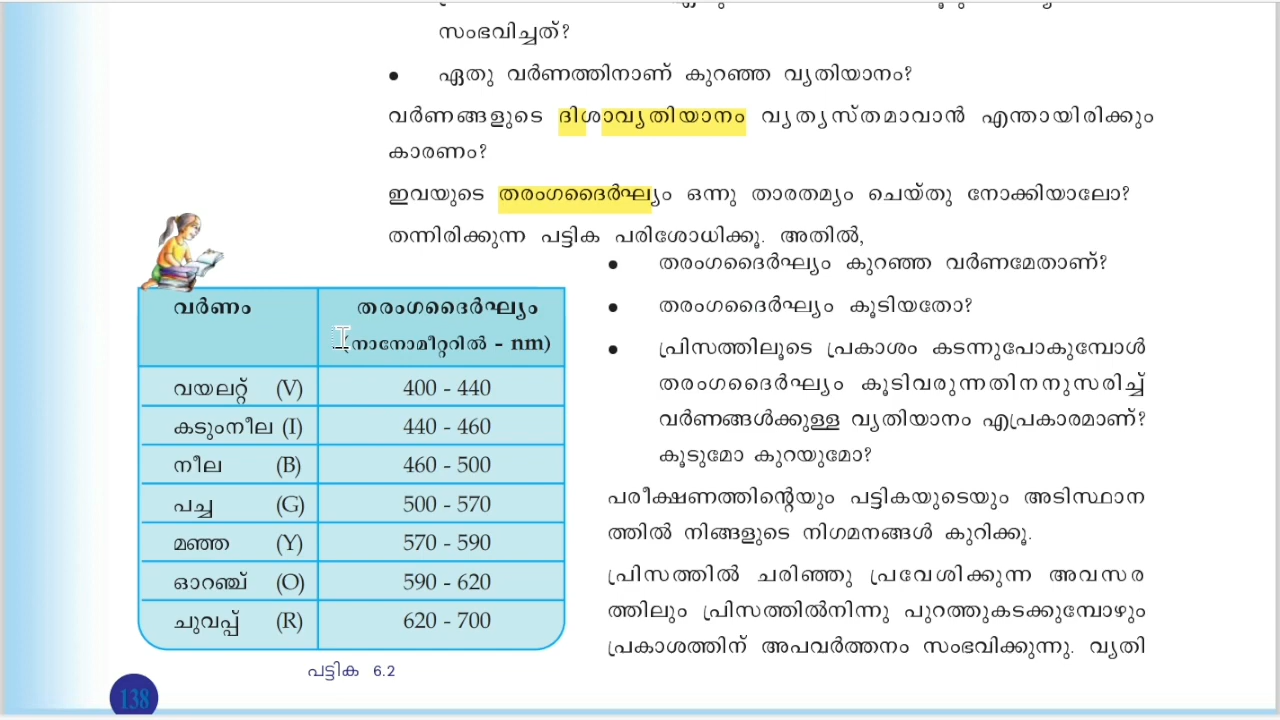 സംഭവിച്ചത്?
● ഏതു വർണത്തിനാണ് കുറഞ്ഞ വ്യതിയാനം?
വർണങ്ങളുടെ ദിശാവ്യതിയാനം വ്യത്യസ്തമാവാൻ എന്തായിരിക്കും
കാരണം?
ഇവയുടെ തരംഗദൈർഘ്യം ഒന്നു താരതമ്യം ചെയ്തു നോക്കിയാലോ?
തന്നിരിക്കുന്ന പട്ടിക പരിശോധിക്കൂ. അതിൽ,
● തരംഗദൈർഘ്യം കുറഞ്ഞ വർണമേതാണ്?
● തരംഗദൈർഘ്യം കൂടിയതോ?
● പ്രിസത്തിലൂടെ പ്രകാശം കടന്നുപോകുമ്പോൾ
തരംഗദൈർഘ്യം കൂടിവരുന്നതിനനുസരിച്ച്
വർണങ്ങൾക്കുള്ള വ്യതിയാനം എപ്രകാരമാണ്?
കൂടുമോ കുറയുമോ?
പരീക്ഷണത്തിന്റെയും പട്ടികയുടെയും അടിസ്ഥാന
ത്തിൽ നിങ്ങളുടെ നിഗമനങ്ങൾ കുറിക്കൂ.
പ്രിസത്തിൽ ചരിഞ്ഞു പ്രവേശിക്കുന്ന അവസര
ത്തിലും പ്രിസത്തിൽനിന്നു പുറത്തുകടക്കുമ്പോഴും
പ്രകാശത്തിന് അപവർത്തനം സംഭവിക്കുന്നു. വ്യതി
വർണം തരംഗദൈർഘ്യം
(നാനോമീറ്ററിൽ - nm)
വയലറ്റ് (V) 400 - 440
കടുംനീല (I) 440 - 460
നീല (B) 460 - 500
പച്ച (G) 500 - 570
മഞ്ഞ (Y) 570 - 590
ഓറഞ്ച് (O) 590 - 620
ചുവപ്പ് (R) 620 - 700
പട്ടിക 6.2
138